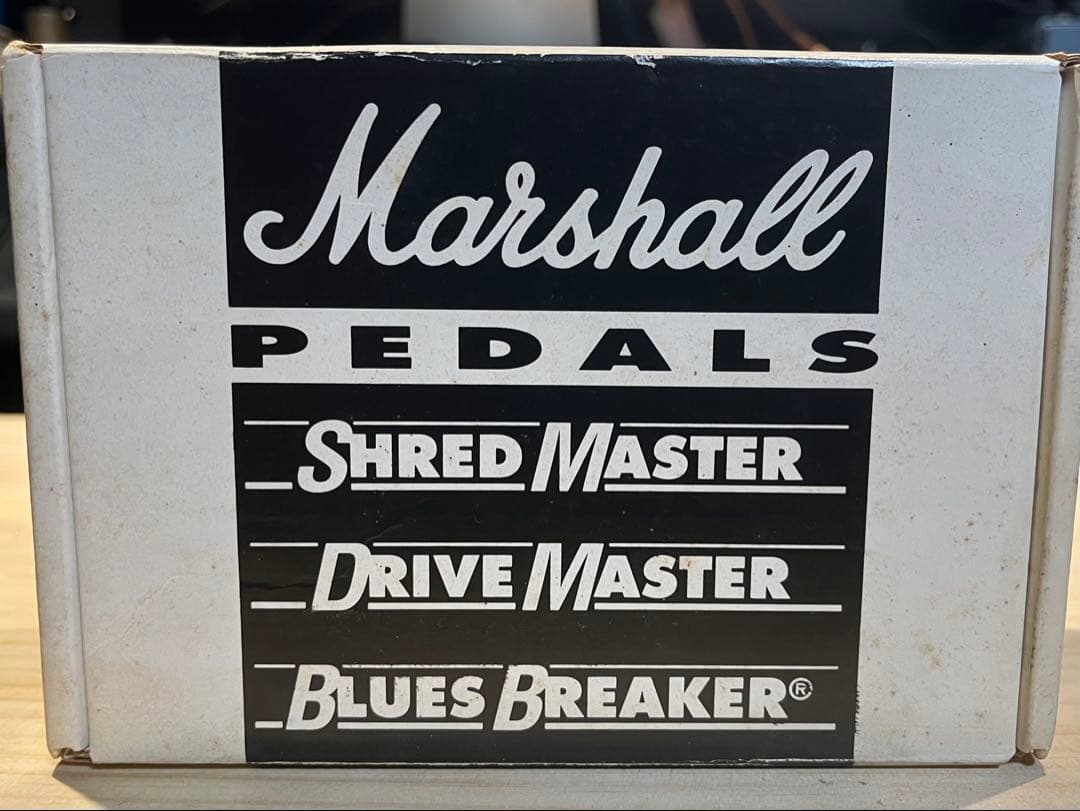 Marshall
PEDALS
SHRED MASTER
DRIVE MASTER
BLUES BREAKER®